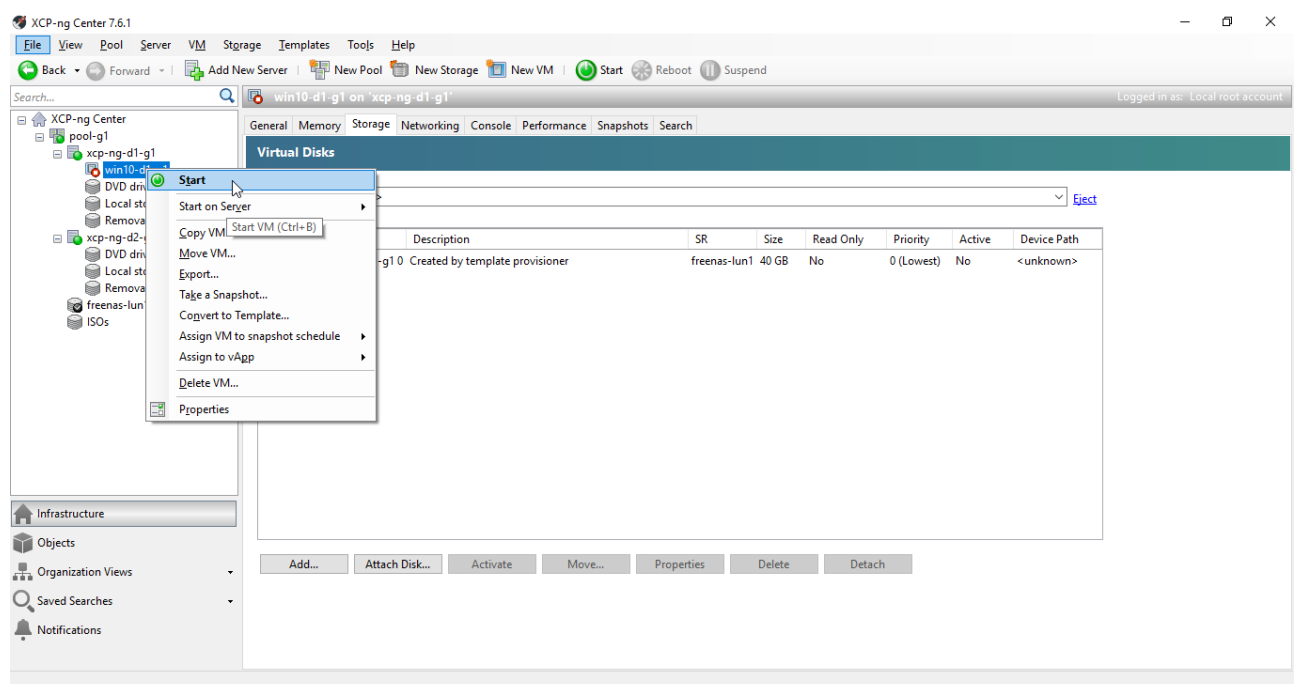 XCP-ng Center 7.6.1
File View Pool Server VM Storage Templates Tools Help
Back Forward Add New Server New Pool New Storage New VM Start Reboot Suspend
Search...
win10-d1-g1 on 'xcp-ng-d1-g1'
Logged in as: Local root account
XCP-ng Center
pool-g1
xcp-ng-d1-g1
win10-d1-g1
DVD driv
Local sto
Remova
xcp-ng-d2-
DVD driv
Local sto
Remova
freenas-lun1
ISOs
General Memory Storage Networking Console Performance Snapshots Search
Virtual Disks
> Eject
Description SR Size Read Only Priority Active Device Path
-g1 0 Created by template provisioner freenas-lun1 40 GB No 0 (Lowest) No <unknown>
Start
Start on Server
Start VM (Ctrl+B)
Copy VM
Move VM...
Export...
Take a Snapshot...
Convert to Template...
Assign VM to snapshot schedule
Assign to vApp
Delete VM...
Properties
Add... Attach Disk... Activate Move... Properties Delete Detach
Infrastructure
Objects
Organization Views
Saved Searches
Notifications